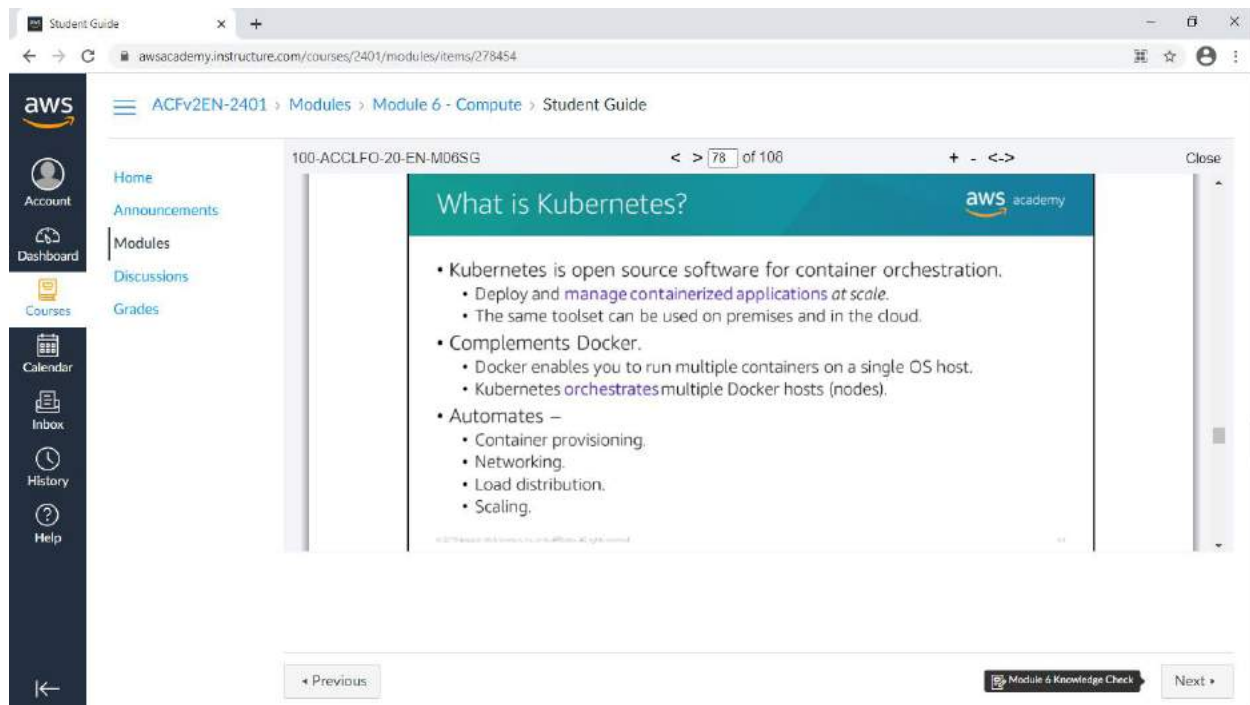 Student Guide
awsacademy.instructure.com/courses/2401/modules/items/278454
aws
ACFv2EN-2401 › Modules › Module 6 - Compute › Student Guide
Account
Dashboard
Courses
Calendar
Inbox
History
Help
Home
Announcements
Modules
Discussions
Grades
100-ACCLFO-20-EN-M06SG < > 78 of 108 + - <-> Close
What is Kubernetes?
aws academy
• Kubernetes is open source software for container orchestration.
• Deploy and manage containerized applications at scale.
• The same toolset can be used on premises and in the cloud.
• Complements Docker.
• Docker enables you to run multiple containers on a single OS host.
• Kubernetes orchestrates multiple Docker hosts (nodes).
• Automates –
• Container provisioning.
• Networking.
• Load distribution.
• Scaling.
◂ Previous
Module 6 Knowledge Check
Next ▸